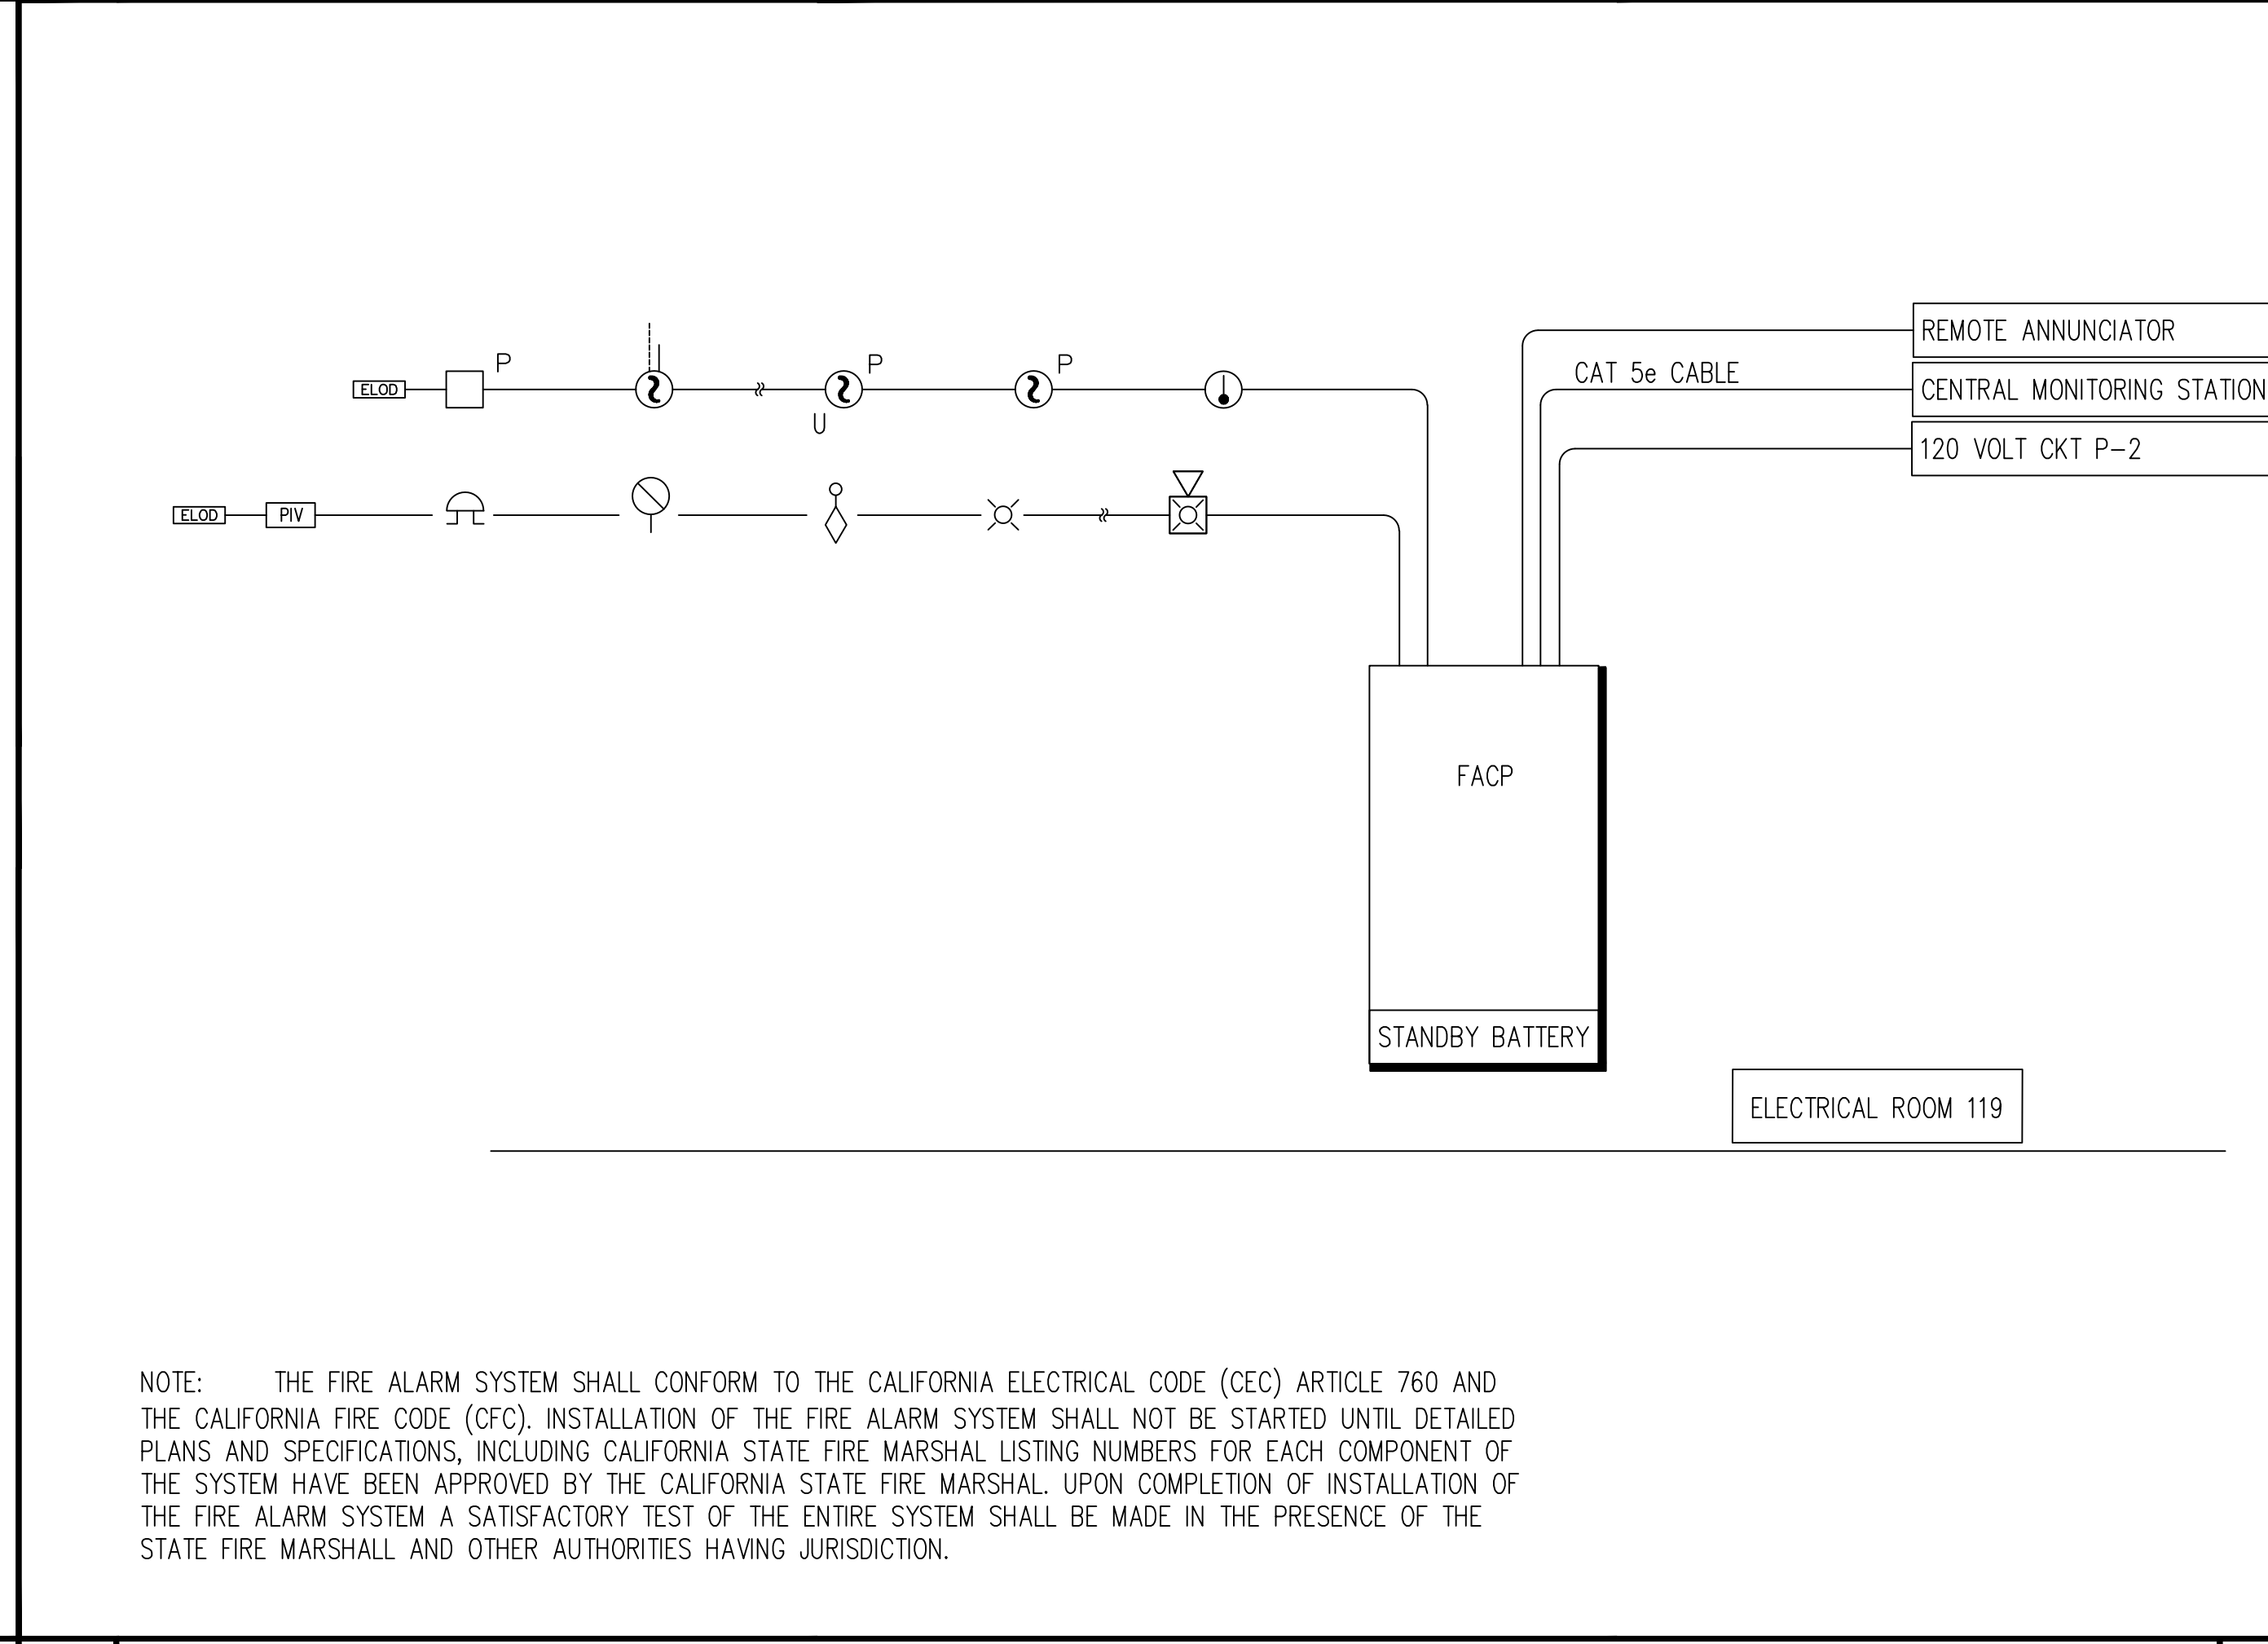 REMOTE ANNUNCIATOR
P
P
P
CAT 5e CABLE
ELOD
CENTRAL MONITORING STATION
U
120 VOLT CKT P-2
ELOD
PIV
FACP
STANDBY BATTERY
ELECTRICAL ROOM 119
NOTE: THE FIRE ALARM SYSTEM SHALL CONFORM TO THE CALIFORNIA ELECTRICAL CODE (CEC) ARTICLE 760 AND
THE CALIFORNIA FIRE CODE (CFC). INSTALLATION OF THE FIRE ALARM SYSTEM SHALL NOT BE STARTED UNTIL DETAILED
PLANS AND SPECIFICATIONS, INCLUDING CALIFORNIA STATE FIRE MARSHAL LISTING NUMBERS FOR EACH COMPONENT OF
THE SYSTEM HAVE BEEN APPROVED BY THE CALIFORNIA STATE FIRE MARSHAL. UPON COMPLETION OF INSTALLATION OF
THE FIRE ALARM SYSTEM A SATISFACTORY TEST OF THE ENTIRE SYSTEM SHALL BE MADE IN THE PRESENCE OF THE
STATE FIRE MARSHALL AND OTHER AUTHORITIES HAVING JURISDICTION.